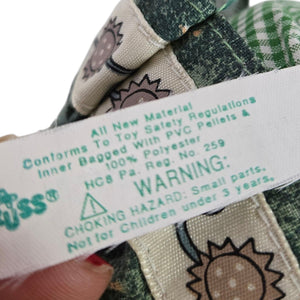 All New Material
Conforms To Toy Safety Regulations
Inner Bagged With PVC Pellets &
100% Polyester
NC8 Pa. Reg. No. 259
WARNING:
CHOKING HAZARD: Small parts.
Not for Children under 3 years.